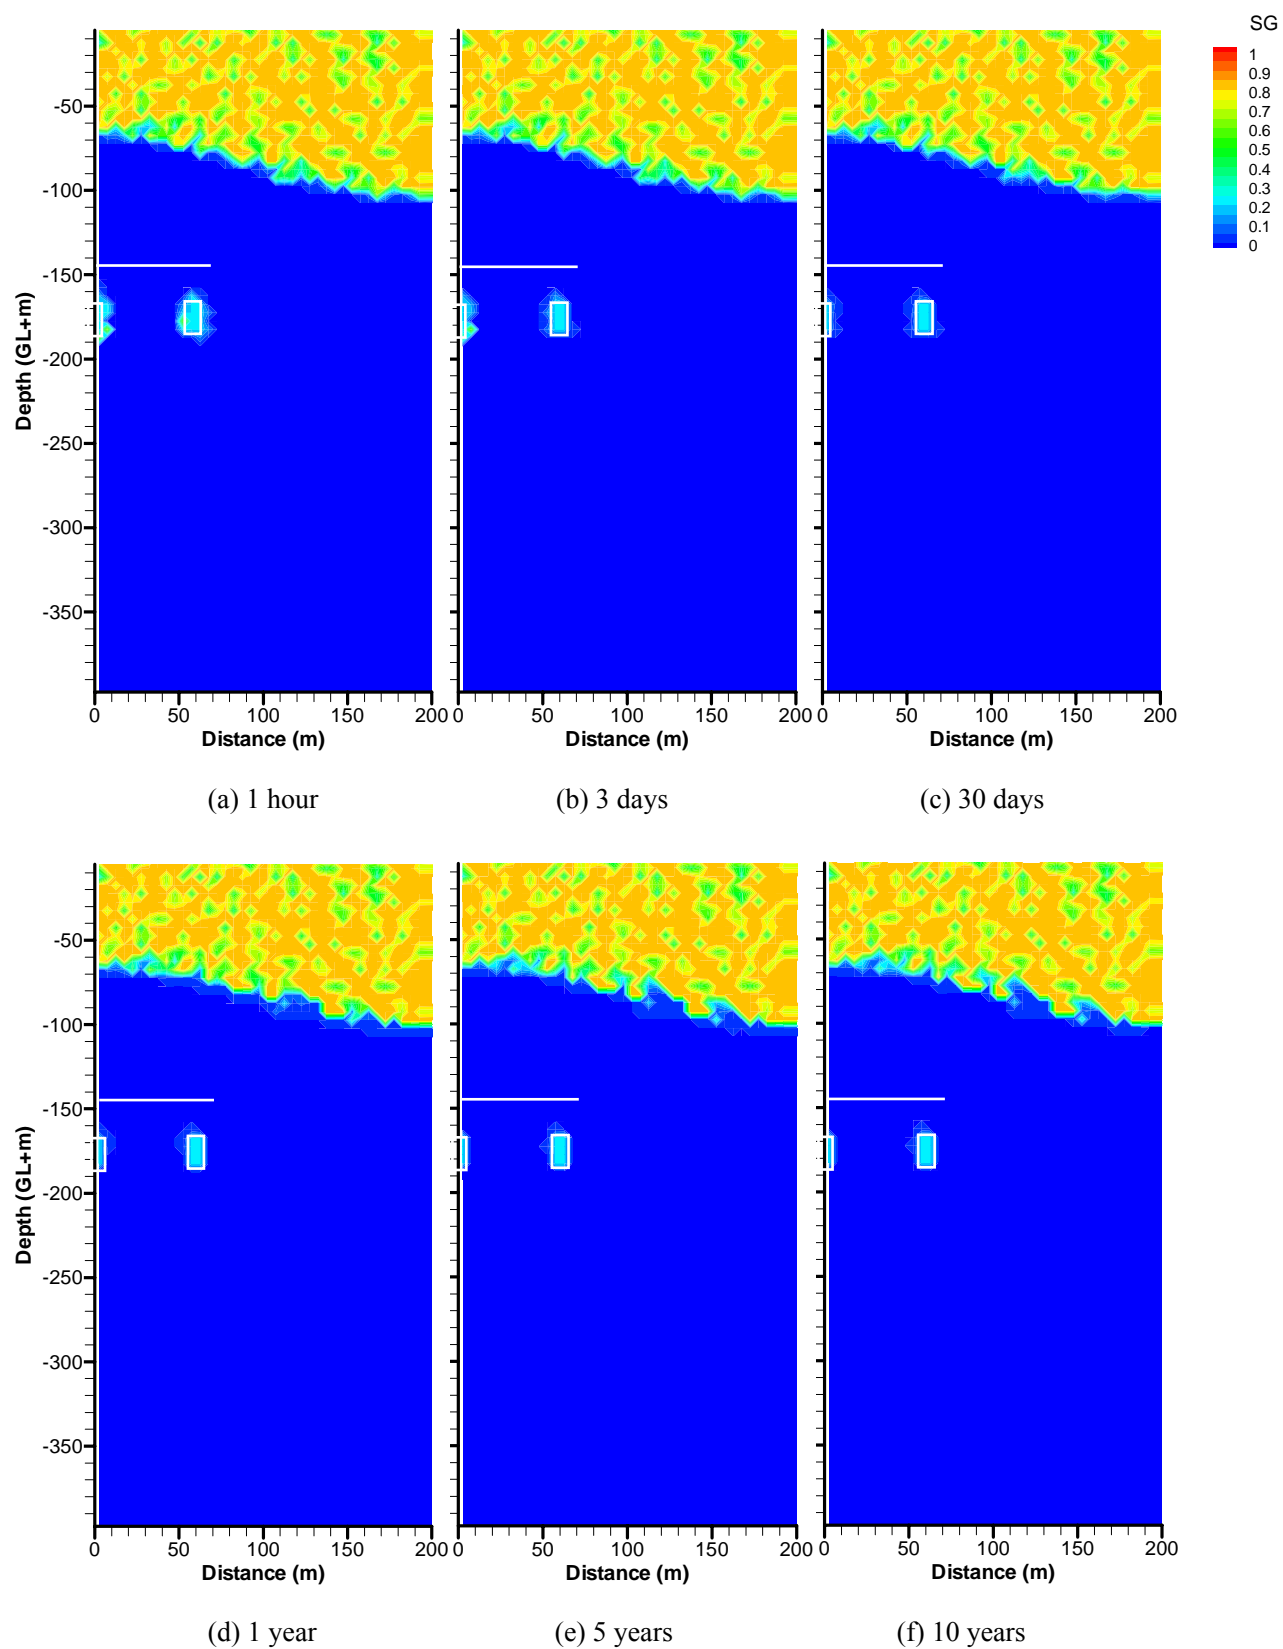 SG
1
0.9
0.8
0.7
0.6
0.5
0.4
0.3
0.2
0.1
0
Depth (GL+m)
-50
-100
-150
-200
-250
-300
-350
0 50 100 150 200
Distance (m)
0 50 100 150 200
Distance (m)
0 50 100 150 200
Distance (m)
(a) 1 hour
(b) 3 days
(c) 30 days
Depth (GL+m)
-50
-100
-150
-200
-250
-300
-350
0 50 100 150 200
Distance (m)
0 50 100 150 200
Distance (m)
0 50 100 150 200
Distance (m)
(d) 1 year
(e) 5 years
(f) 10 years